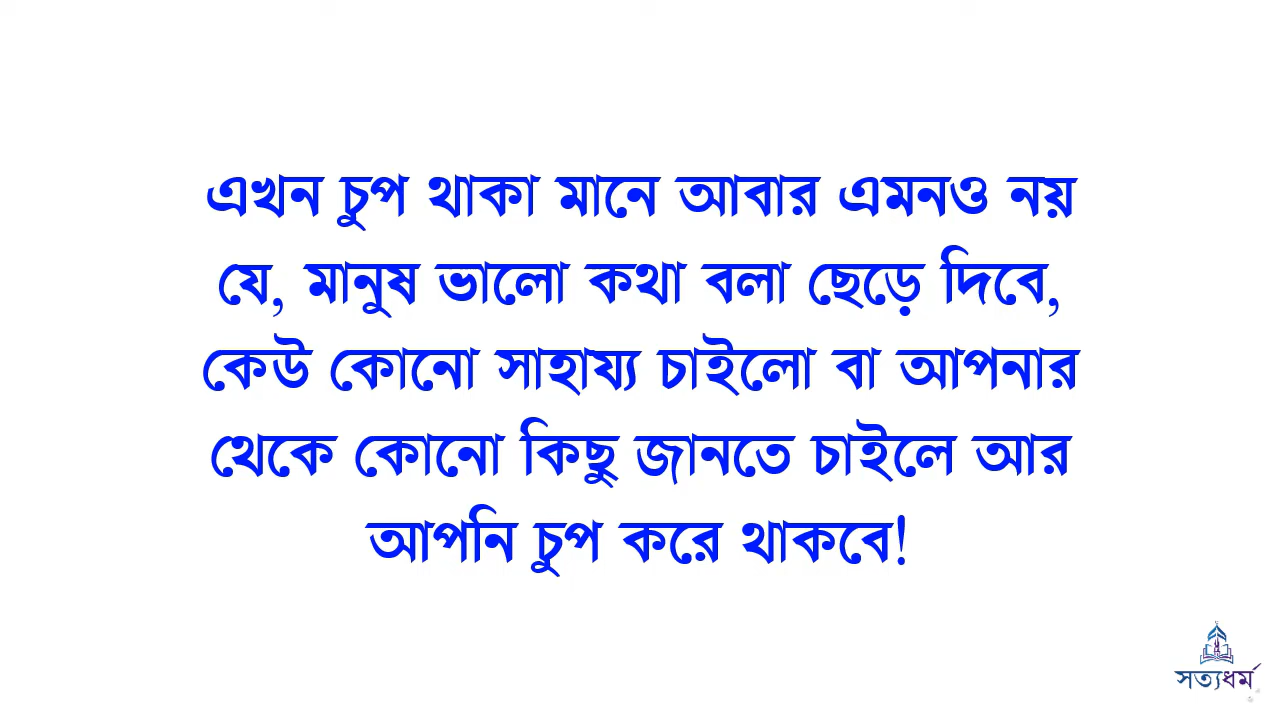 এখন চুপ থাকা মানে আবার এমনও নয়
যে, মানুষ ভালো কথা বলা ছেড়ে দিবে,
কেউ কোনো সাহায্য চাইলো বা আপনার
থেকে কোনো কিছু জানতে চাইলে আর
আপনি চুপ করে থাকবে!
সত্যধর্ম